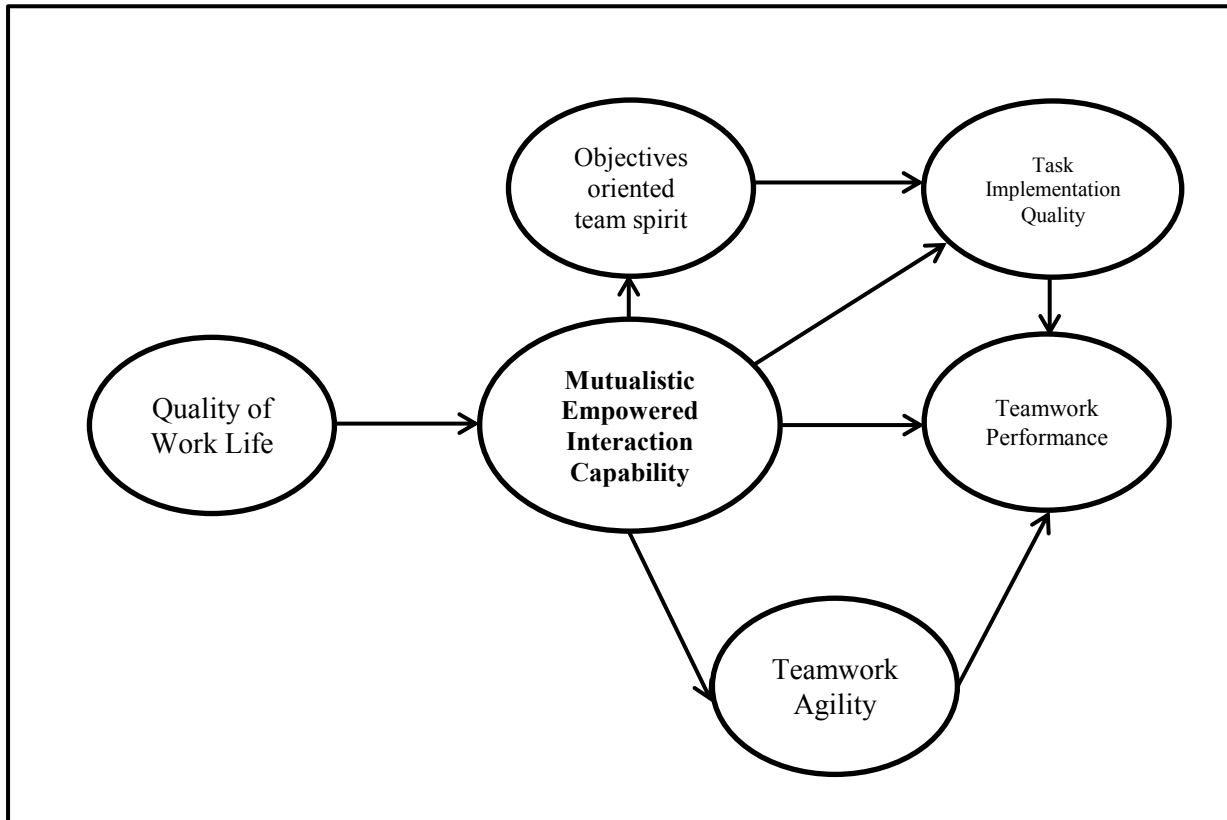 Objectives
oriented
team spirit
Task
Implementation
Quality
Quality of
Work Life
Mutualistic
Empowered
Interaction
Capability
Teamwork
Performance
Teamwork
Agility